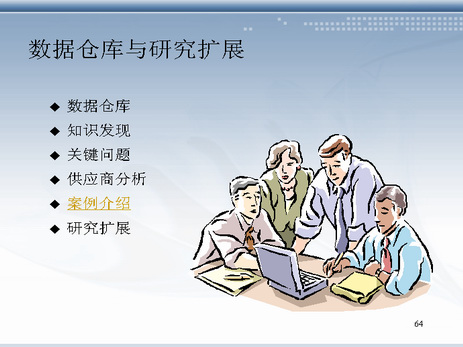 数据仓库与研究扩展
◆ 数据仓库
◆ 知识发现
◆ 关键问题
◆ 供应商分析
◆ 案例介绍
◆ 研究扩展
64